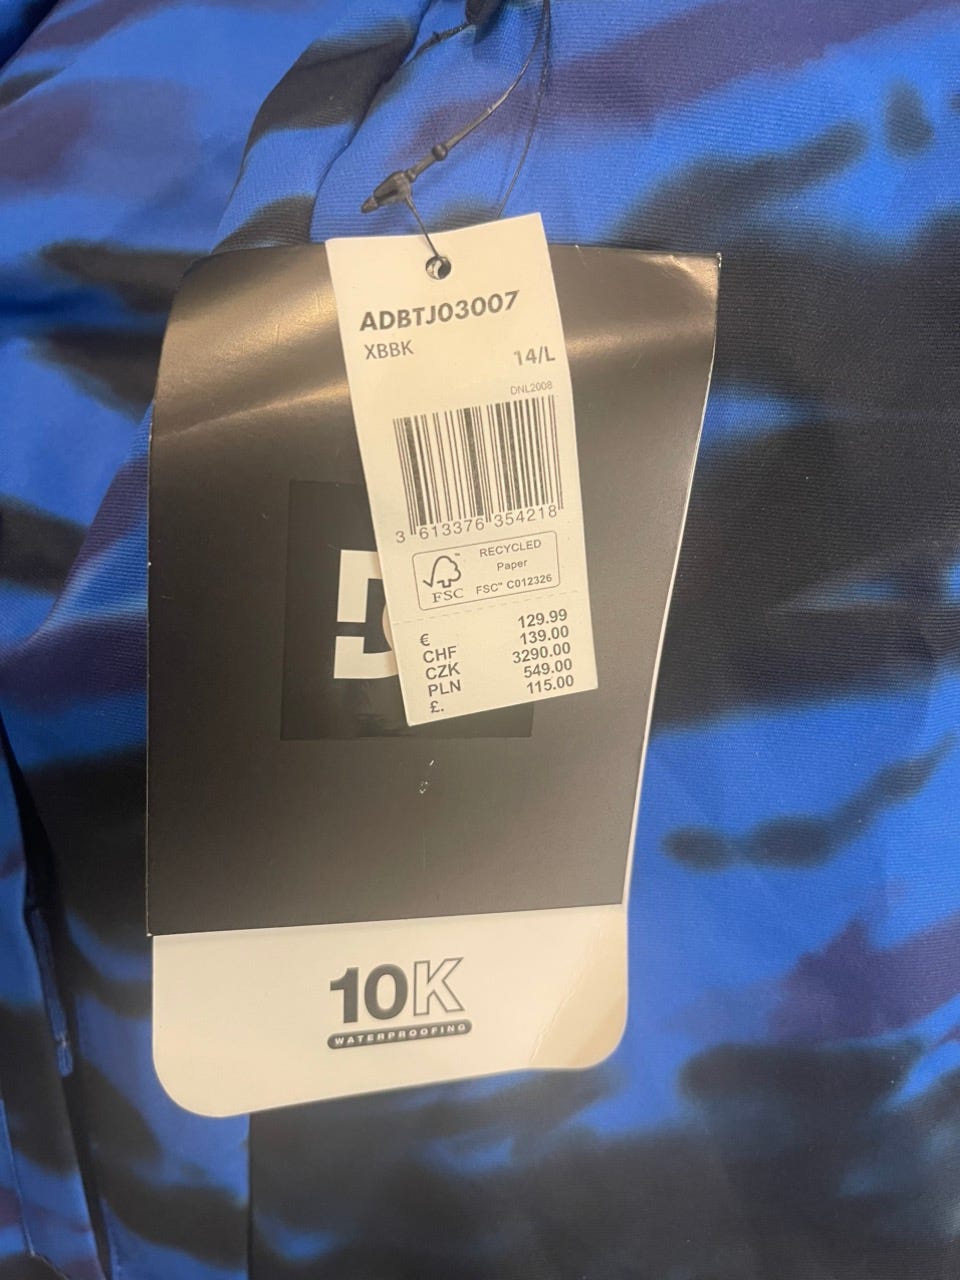 ADBTJ03007
XBBK
14/L
DNL2008
3 613376 354218
RECYCLED
Paper
FSC™ C012326
FSC
€ 129.99
CHF 139.00
CZK 3290.00
PLN 549.00
£. 115.00
10K
WATERPROOFING